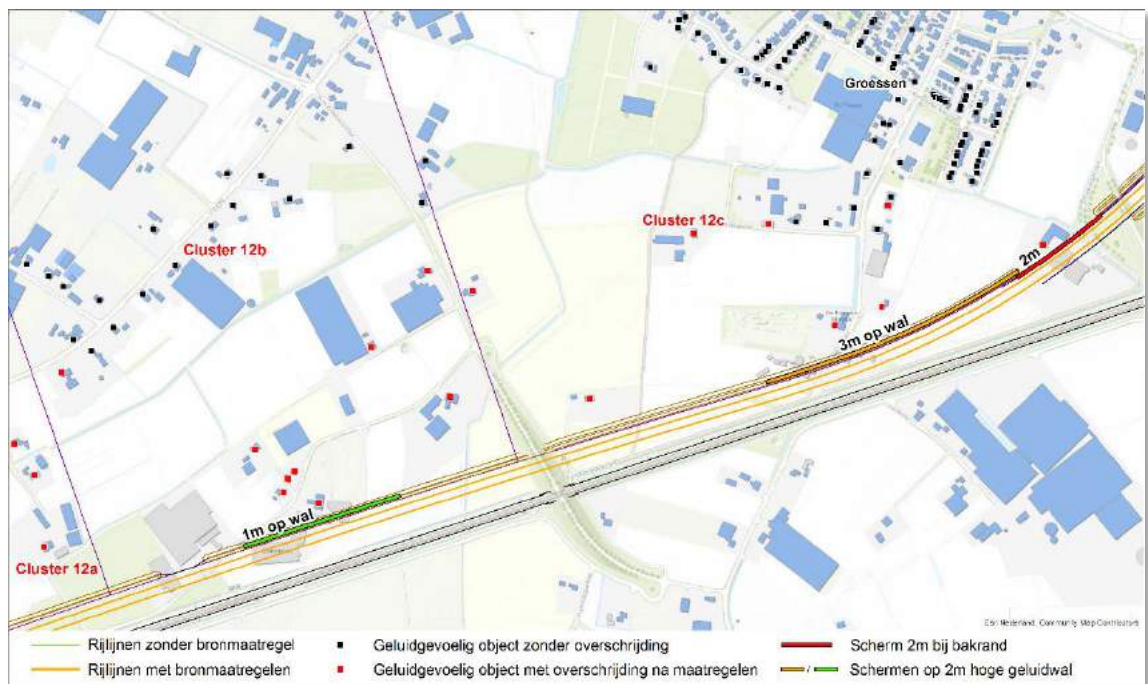 Groessen
Cluster 12c
Cluster 12b
2m
3m op wal
1m op wal
Cluster 12a
Esri Nederland, Community Map Contributors
Rijlijnen zonder bronmaatregel
Geluidgevoelig object zonder overschrijding
Scherm 2m bij bakrand
Rijlijnen met bronmaatregelen
Geluidgevoelig object met overschrijding na maatregelen
/ Schermen op 2m hoge geluidwal